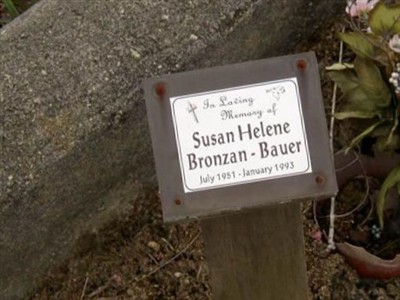 In Loving
Memory of
Susan Helene
Bronzan - Bauer
July 1951 - January 1993